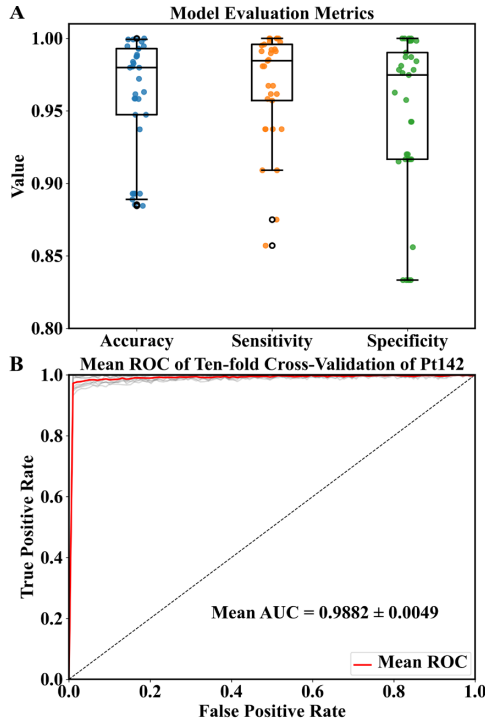 A
Model Evaluation Metrics
1.00
0.95
0.90
0.85
0.80
Value
Accuracy Sensitivity Specificity
B
Mean ROC of Ten-fold Cross-Validation of Pt142
1.0
0.8
0.6
0.4
0.2
0.0
True Positive Rate
Mean AUC = 0.9882 ± 0.0049
Mean ROC
0.0 0.2 0.4 0.6 0.8 1.0
False Positive Rate